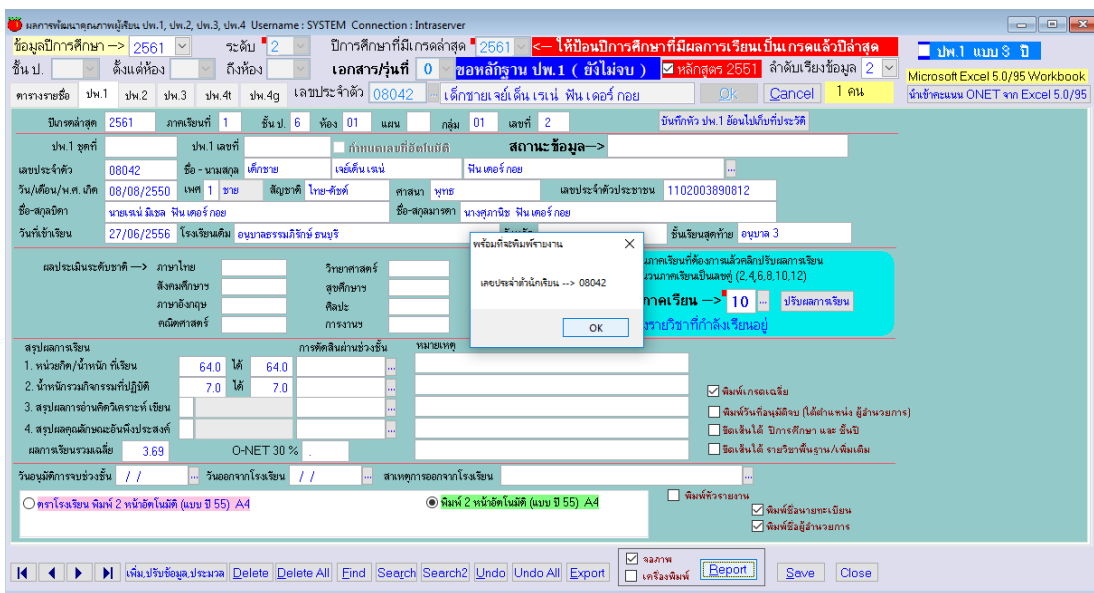 ผลการพัฒนาคุณภาพผู้เรียน ปพ.1, ปพ.2, ปพ.3, ปพ.4 Username : SYSTEM Connection : Intraserver
ข้อมูลปีการศึกษา —> 2561 ระดับ 2 ปีการศึกษาที่มีเกรดล่าสุด 2561 <— ให้ป้อนปีการศึกษาที่มีผลการเรียนเป็นเกรดแล้วปีล่าสุด ปพ.1 แบบ 3 ปี
ชั้น ป. ตั้งแต่ห้อง ถึงห้อง เอกสาร/รุ่นที่ 0 ขอหลักฐาน ปพ.1 ( ยังไม่จบ ) หลักสูตร 2551 ลำดับเรียงข้อมูล 2 Microsoft Excel 5.0/95 Workbook
ตารางรายชื่อ ปพ.1 ปพ.2 ปพ.3 ปพ.4t ปพ.4g เลขประจำตัว 08042 เด็กชายเจย์เด็น เรเน่ ฟัน เดอร์ กอย Ok Cancel 1 คน นำเข้าคะแนน ONET จาก Excel 5.0/95
ปีเกรดล่าสุด 2561 ภาคเรียนที่ 1 ชั้น ป. 6 ห้อง 01 แผน กลุ่ม 01 เลขที่ 2 บันทึกหัว ปพ.1 ย้อนไปเก็บที่ประวัติ
ปพ.1 ชุดที่ ปพ.1 เลขที่ กำหนดเลขที่อัตโนมัติ สถานะข้อมูล—>
เลขประจำตัว 08042 ชื่อ - นามสกุล เด็กชาย เจย์เด็น เรเน่ ฟัน เดอร์ กอย ...
วัน/เดือน/พ.ศ. เกิด 08/08/2550 เพศ 1 ชาย สัญชาติ ไทย-ดัชต์ ศาสนา พุทธ เลขประจำตัวประชาชน 1102003890812
ชื่อ-สกุลบิดา นายเรเน่ มิเชล ฟัน เดอร์ กอย ชื่อ-สกุลมารดา นางศุภานิช ฟัน เดอร์ กอย
วันที่เข้าเรียน 27/06/2556 โรงเรียนเดิม อนุบาลธรรมภิรักษ์ ธนบุรี ชั้นเรียนสุดท้าย อนุบาล 3
พร้อมที่จะพิมพ์รายงาน
เลขประจำตัวนักเรียน --> 08042
OK
ผลประเมินระดับชาติ —> ภาษาไทย วิทยาศาสตร์ ภาคเรียนที่ต้องการแล้วคลิกปรับผลการเรียน
สังคมศึกษาฯ สุขศึกษาฯ นวนภาคเรียนเป็นเลขคู่ (2,4,6,8,10,12)
ภาษาอังกฤษ ศิลปะ ภาคเรียน —> 10 ... ปรับผลการเรียน
คณิตศาสตร์ การงานฯ งรายวิชาที่กำลังเรียนอยู่
สรุปผลการเรียน การตัดสินผ่านช่วงชั้น หมายเหตุ
1. หน่วยกิต/น้ำหนัก ที่เรียน 64.0 ได้ 64.0 ...
2. น้ำหนักรวมกิจกรรมที่ปฏิบัติ 7.0 ได้ 7.0 ... พิมพ์เกรดเฉลี่ย
3. สรุปผลการอ่านคิดวิเคราะห์ เขียน ... พิมพ์วันที่อนุมัติจบ (ใต้ตำแหน่ง ผู้อำนวยการ)
4. สรุปผลคุณลักษณะอันพึงประสงค์ ... ขีดเส้นใต้ ปีการศึกษา และ ชั้นปี
ผลการเรียนรวมเฉลี่ย 3.69 O-NET 30 % . ขีดเส้นใต้ รายวิชาพื้นฐาน/เพิ่มเติม
วันอนุมัติการจบช่วงชั้น / / ... วันออกจากโรงเรียน / / ... สาเหตุการออกจากโรงเรียน ...
ตราโรงเรียน พิมพ์ 2 หน้าอัตโนมัติ (แบบ ปี 55) A4 พิมพ์ 2 หน้าอัตโนมัติ (แบบ ปี 55) A4 พิมพ์หัวรายงาน
พิมพ์ชื่อนายทะเบียน
พิมพ์ชื่อผู้อำนวยการ
เพิ่ม,ปรับข้อมูล,ประมวล Delete Delete All Find Search Search2 Undo Undo All Export จอภาพ เครื่องพิมพ์ Report Save Close